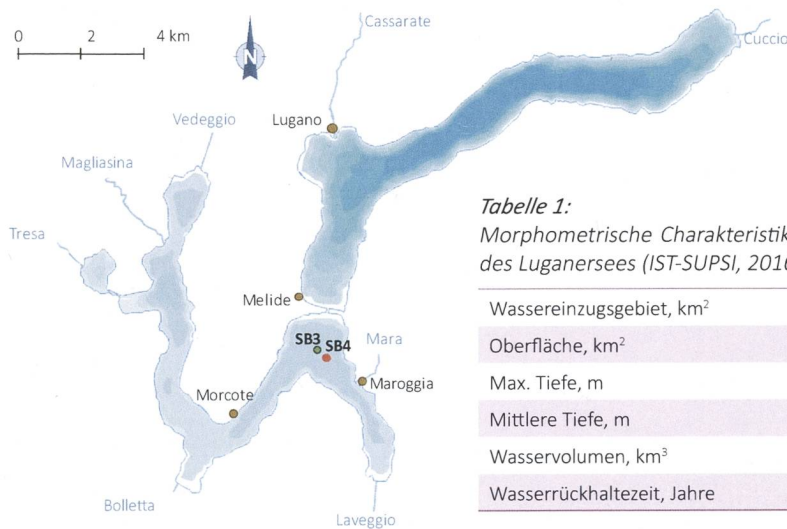 0 2 4 km
N
Cassarate
Cuccio
Vedeggio
Lugano
Magliasina
Tresa
Melide
SB3 SB4
Mara
Maroggia
Morcote
Bolletta
Laveggio
Tabelle 1:
Morphometrische Charakteristik
des Luganersees (IST-SUPSI, 2016
Wassereinzugsgebiet, km²
Oberfläche, km²
Max. Tiefe, m
Mittlere Tiefe, m
Wasservolumen, km³
Wasserrückhaltezeit, Jahre